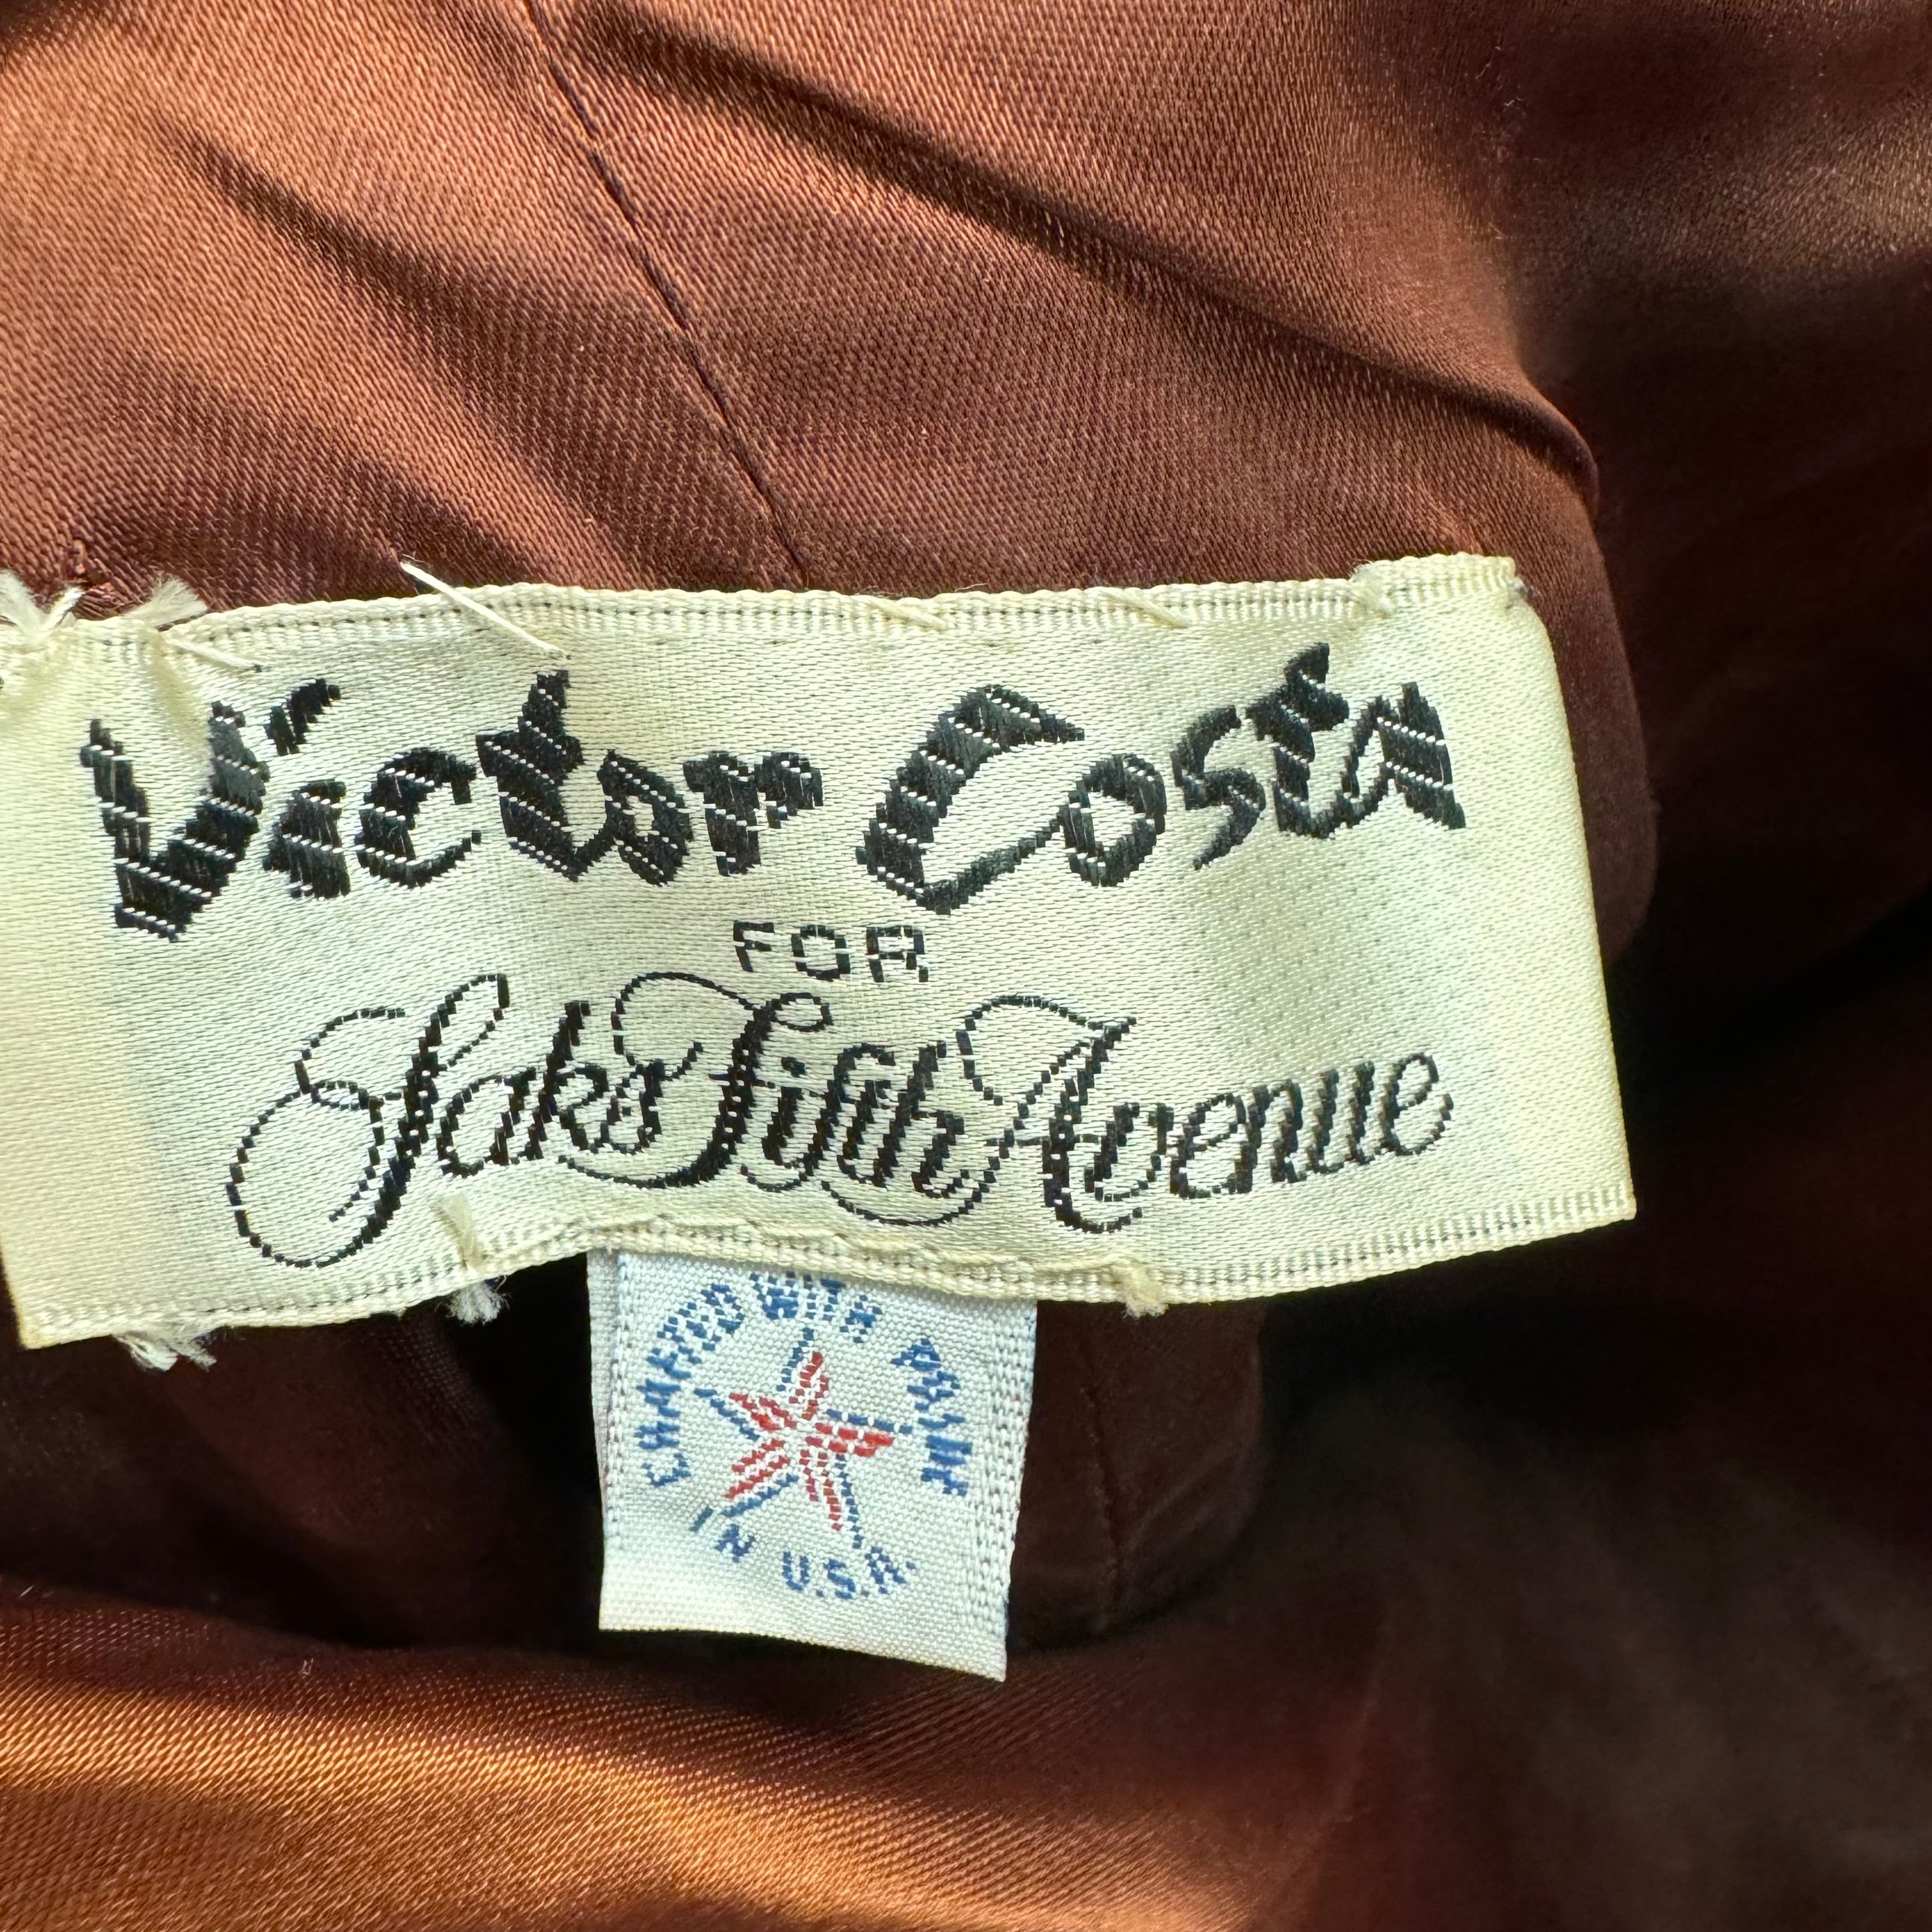 Victor Costa
FOR
Saks Fifth Avenue
CRAFTED WITH PRIDE
IN U.S.A.